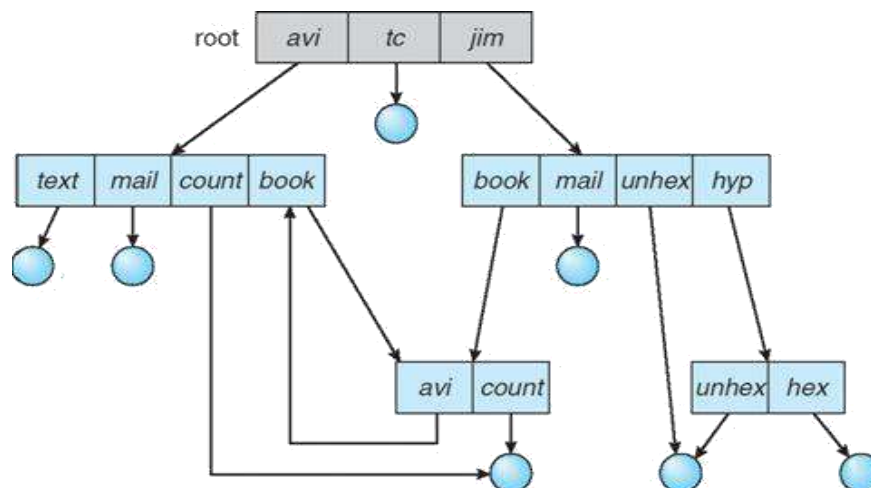 root avi tc jim
text mail count book
book mail unhex hyp
avi count
unhex hex